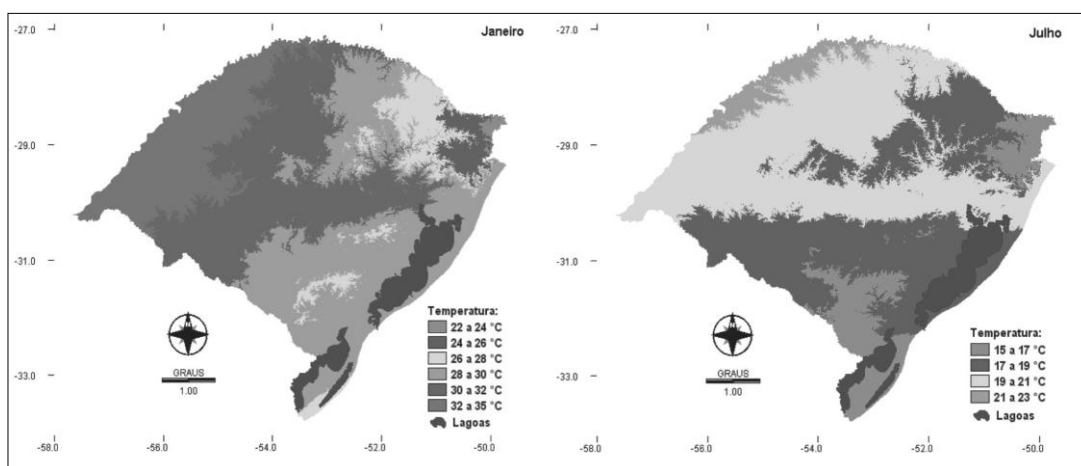 Janeiro
-27.0
-29.0
-31.0
-33.0
-58.0
-56.0
-54.0
-52.0
-50.0
GRAUS
1.00
Temperatura:
22 a 24 °C
24 a 26 °C
26 a 28 °C
28 a 30 °C
30 a 32 °C
32 a 35 °C
Lagoas
Julho
-27.0
-29.0
-31.0
-33.0
-58.0
-56.0
-54.0
-52.0
-50.0
GRAUS
1.00
Temperatura:
15 a 17 °C
17 a 19 °C
19 a 21 °C
21 a 23 °C
Lagoas